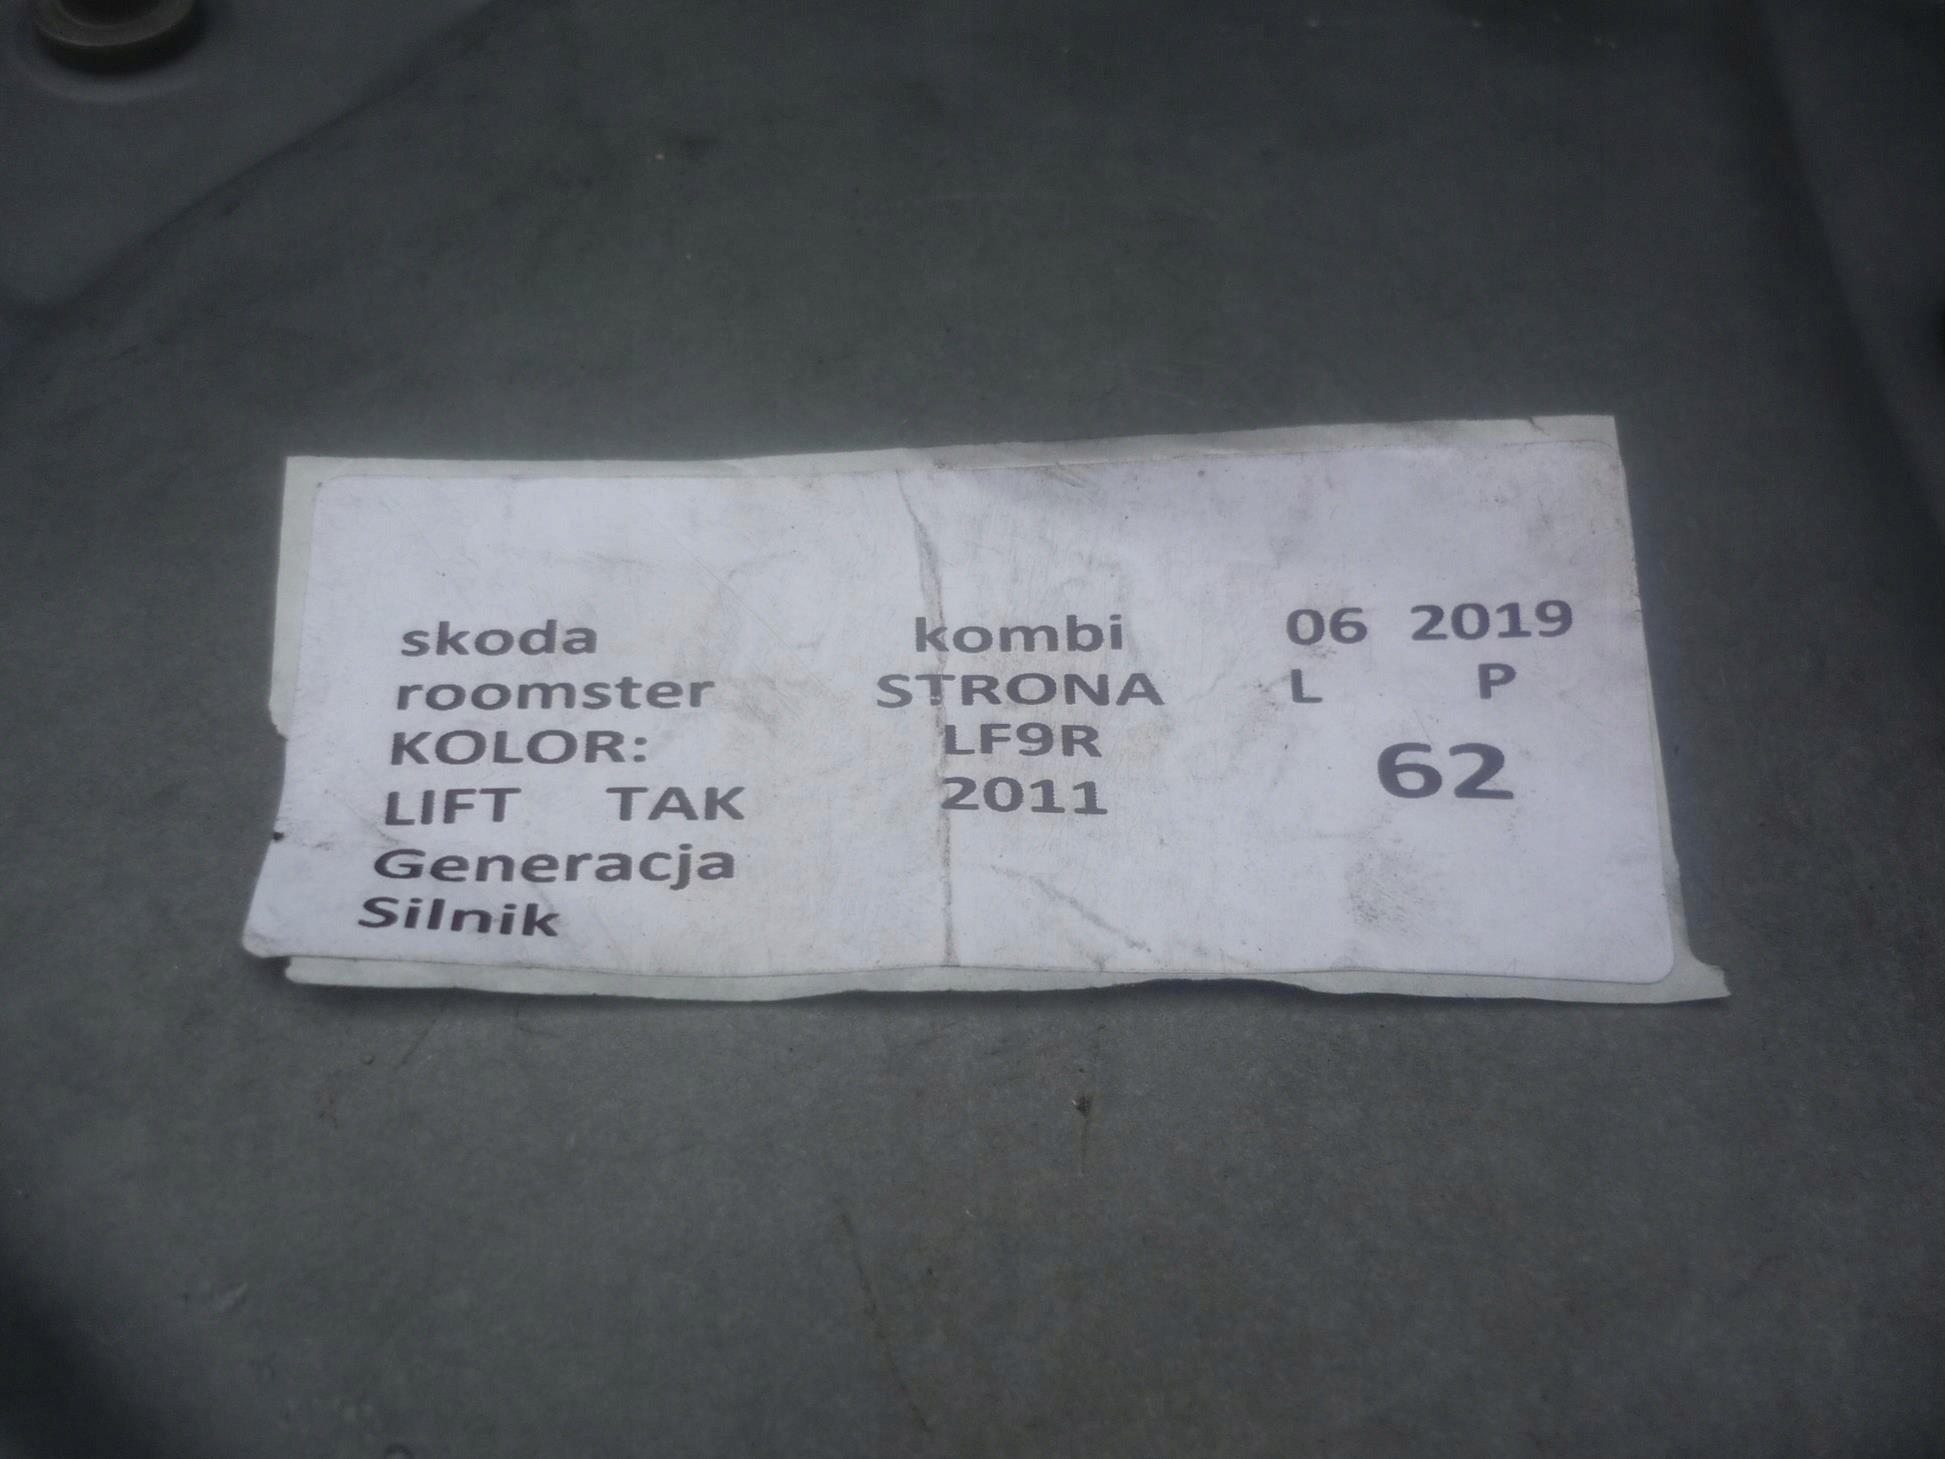 skoda kombi 06 2019
roomster STRONA L P
KOLOR: LF9R 62
LIFT TAK 2011
Generacja
Silnik